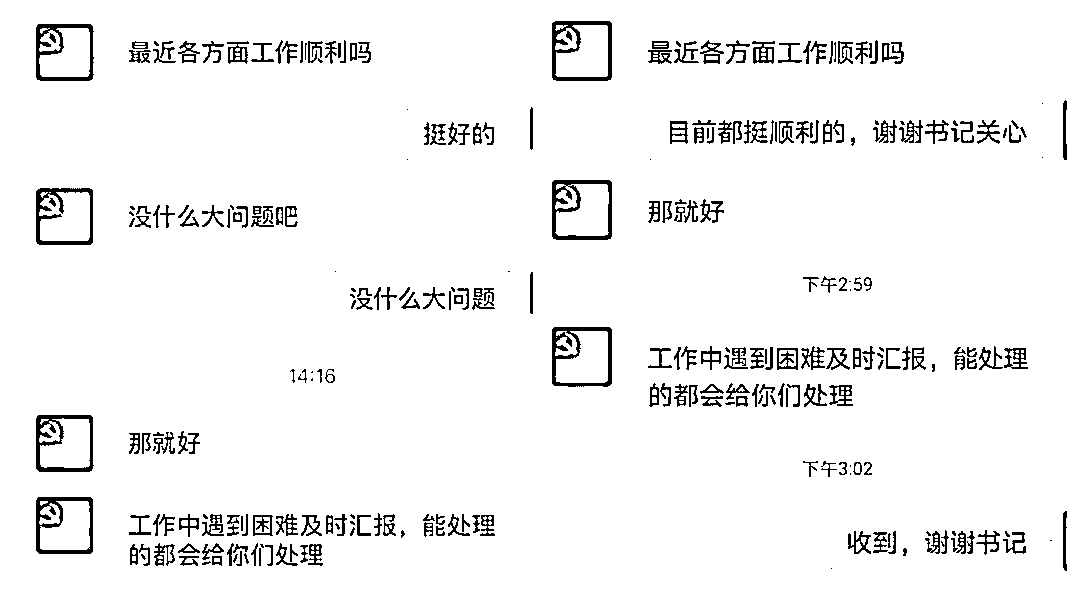 最近各方面工作顺利吗
挺好的
没什么大问题吧
没什么大问题
14:16
那就好
工作中遇到困难及时汇报，能处理
的都会给你们处理
最近各方面工作顺利吗
目前都挺顺利的，谢谢书记关心
那就好
下午2:59
工作中遇到困难及时汇报，能处理
的都会给你们处理
下午3:02
收到，谢谢书记